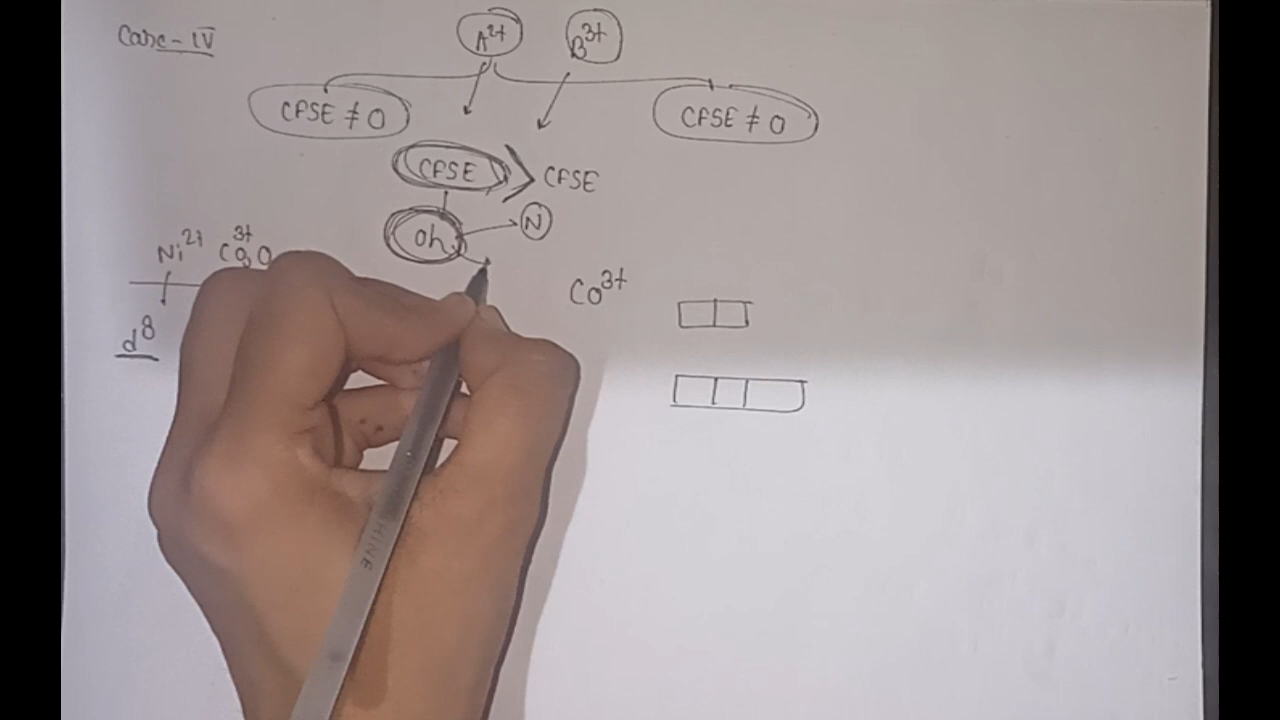 Case - IV
A2+ B3+
CFSE ≠ 0 CFSE ≠ 0
CFSE > CFSE
Oh N
Ni2+ Co3+ O
Co3+
d8